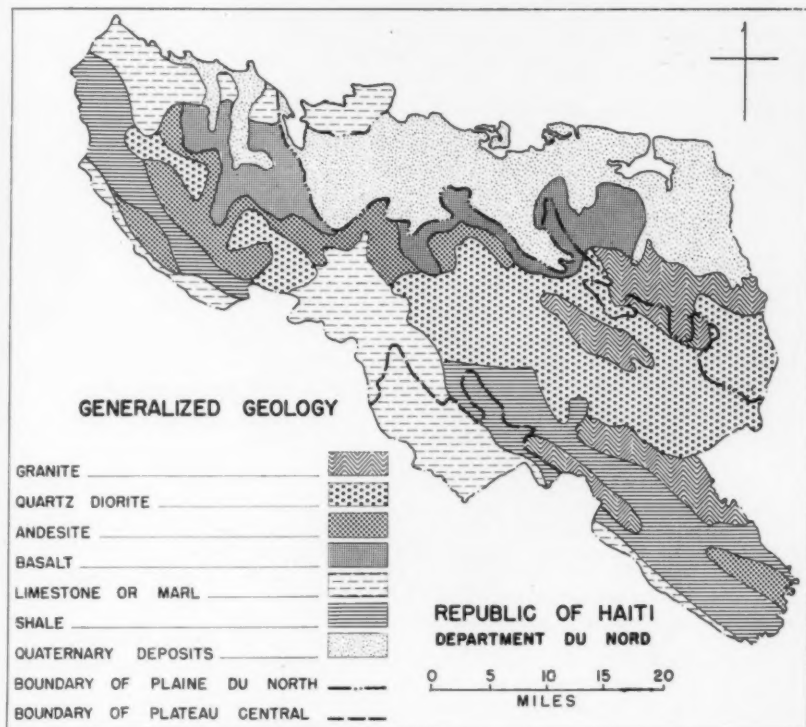 GENERALIZED GEOLOGY
GRANITE
QUARTZ DIORITE
ANDESITE
BASALT
LIMESTONE OR MARL
SHALE
QUATERNARY DEPOSITS
BOUNDARY OF PLAINE DU NORTH
BOUNDARY OF PLATEAU CENTRAL
REPUBLIC OF HAITI
DEPARTMENT DU NORD
0 5 10 15 20
MILES